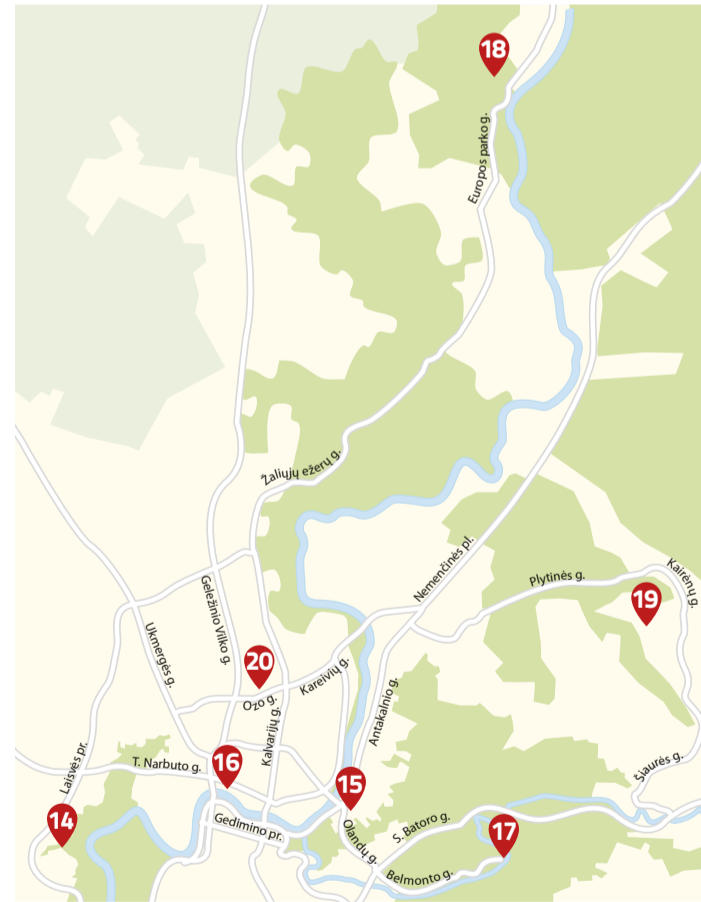 18
Europos parko g.
Žaliųjų ežerų g.
Nemenčinės pl.
Plytinės g.
Kairėnų g.
19
Geležinio Vilko g.
Ukmergės g.
20
Kareivių g.
Ozo g.
Kalvarijų g.
Antakalnio g.
Laisvės pr.
T. Narbuto g.
16
15
Šiaurės g.
14
Gedimino pr.
Olandų g.
S. Batoro g.
17
Belmonto g.